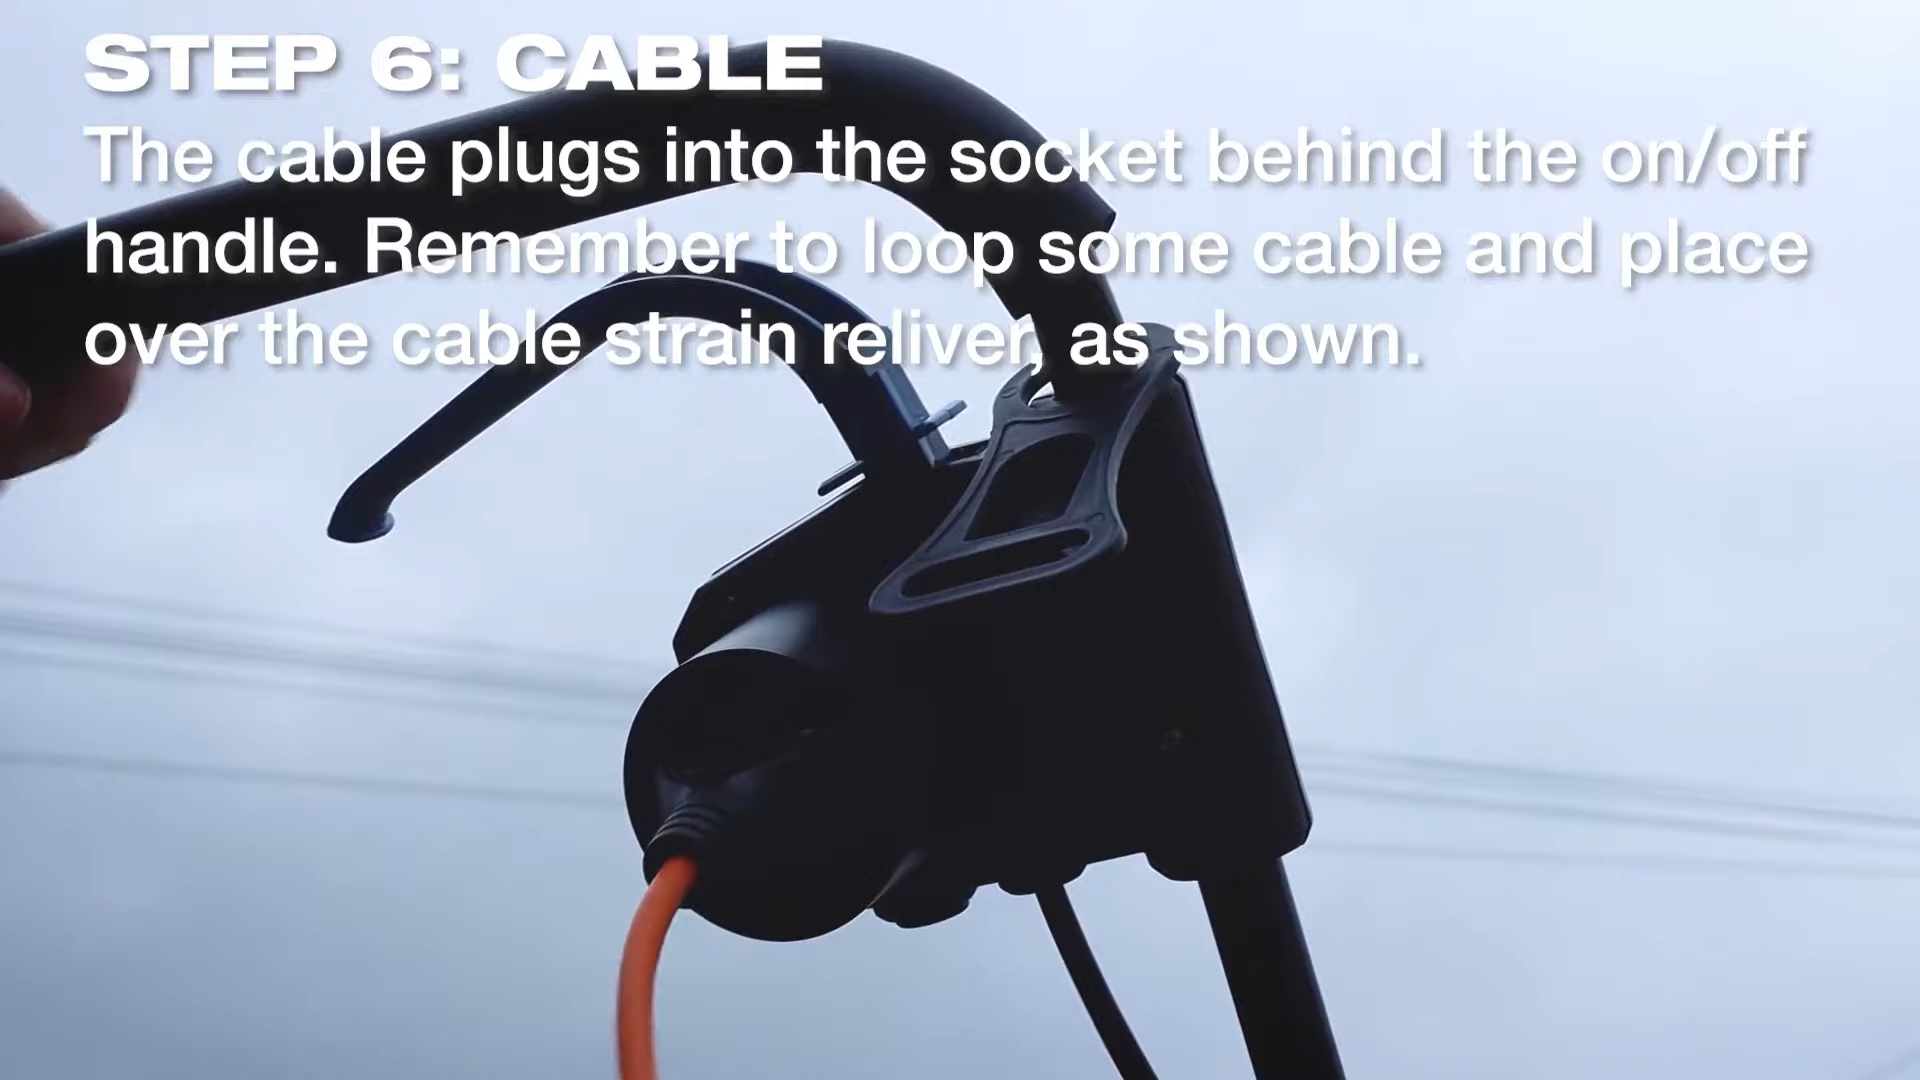 STEP 6: CABLE
The cable plugs into the socket behind the on/off
handle. Remember to loop some cable and place
over the cable strain reliver, as shown.